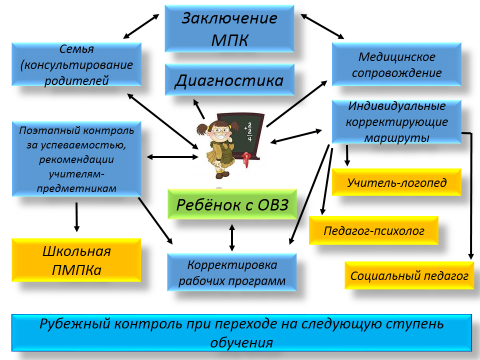 Заключение
МПК
Семья
(консультирование
родителей
Медицинское
сопровождение
Диагностика
Индивидуальные
корректирующие
маршруты
Поэтапный контроль
за успеваемостью,
рекомендации
учителям-
предметникам
Учитель-логопед
Ребёнок с ОВЗ
Педагог-психолог
Школьная
ПМПКа
Корректировка
рабочих программ
Социальный педагог
Рубежный контроль при переходе на следующую ступень
обучения